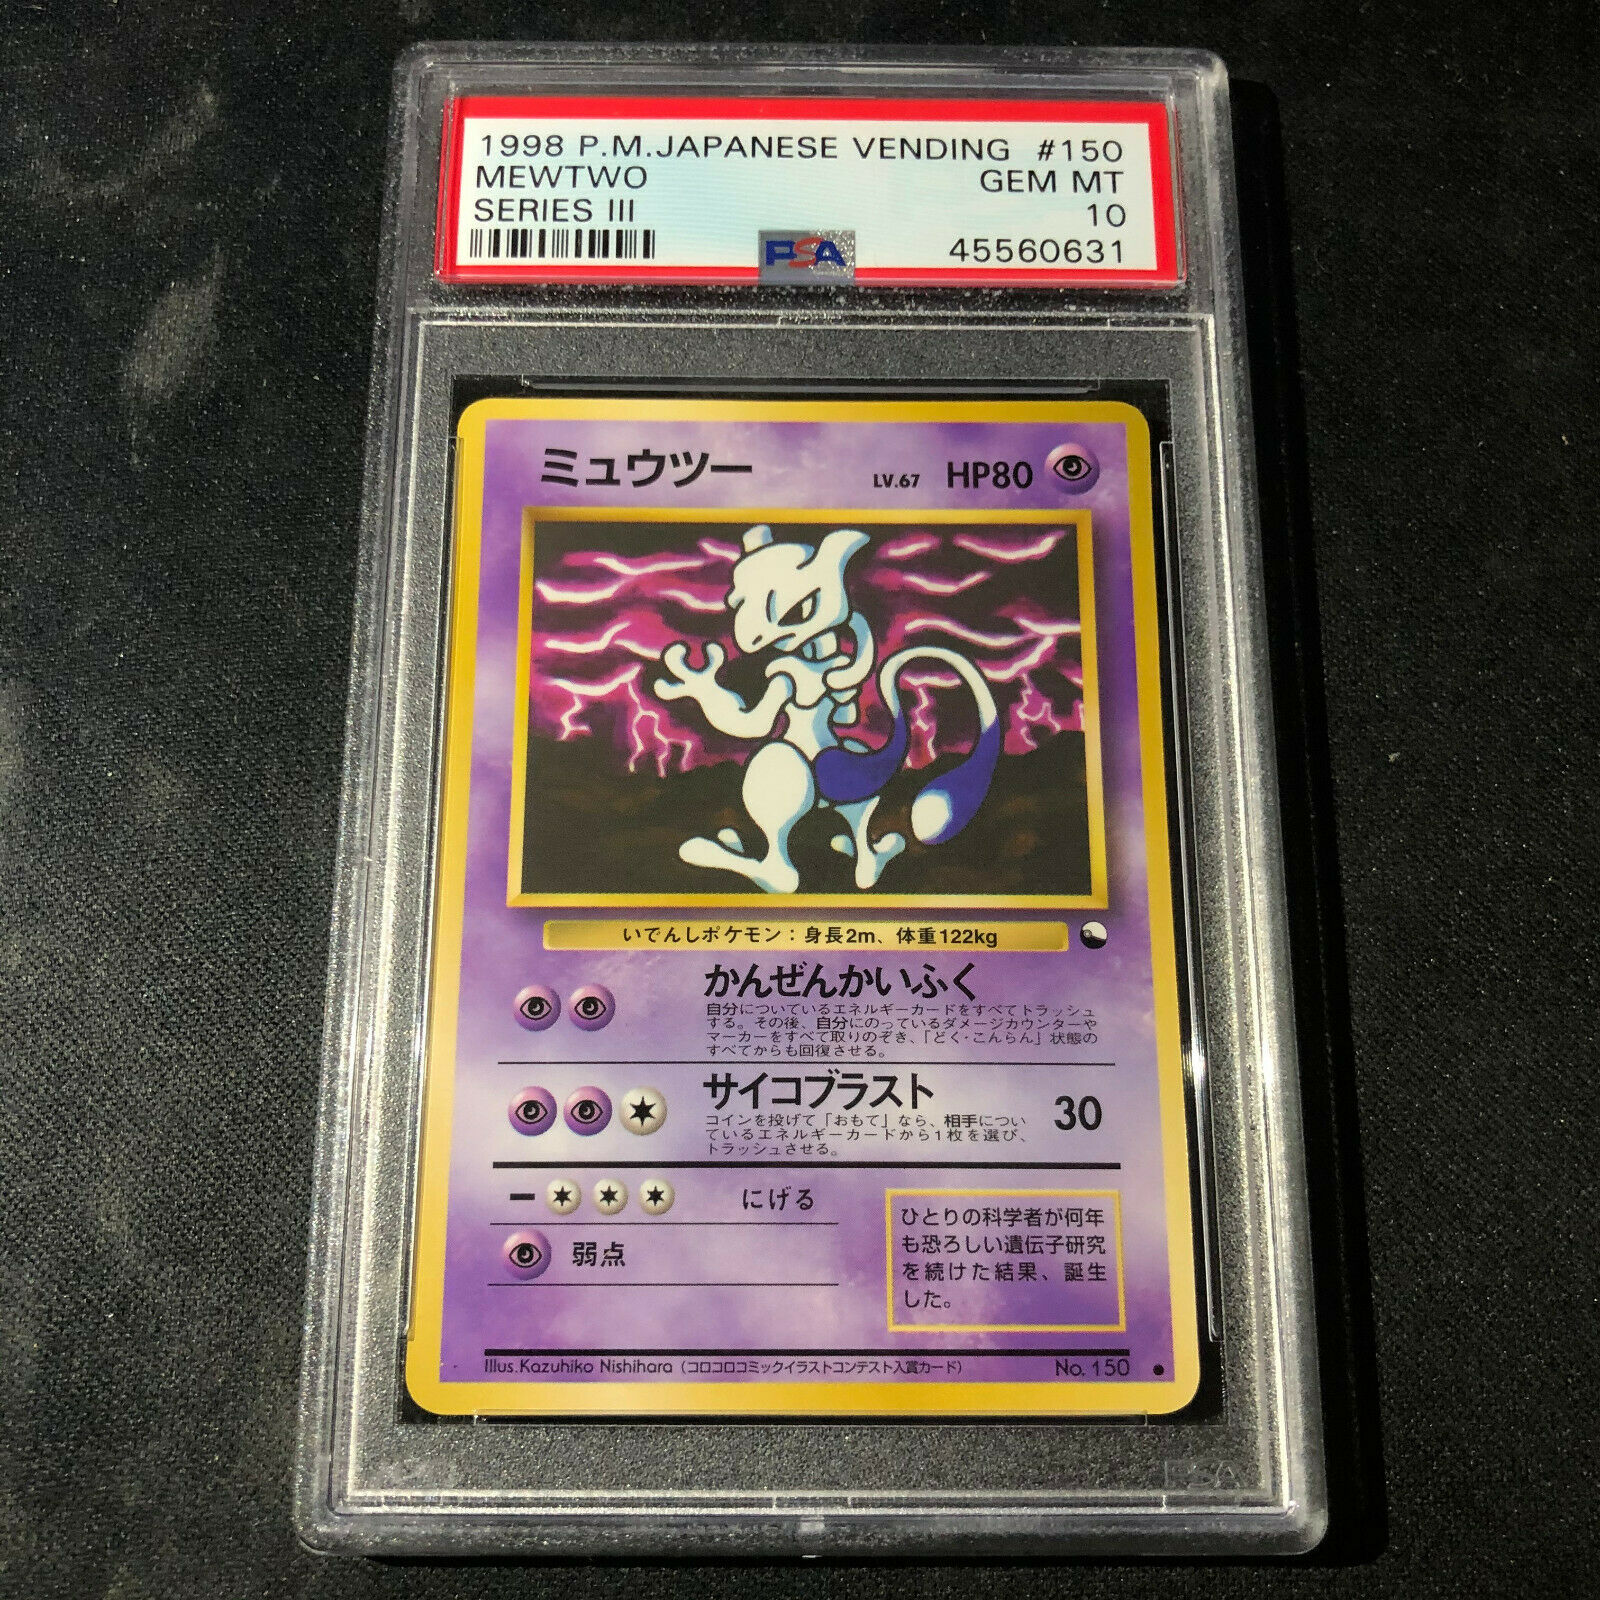 1998 P.M.JAPANESE VENDING #150
MEWTWO GEM MT
SERIES III 10
PSA 45560631
ミュウツー LV.67 HP80
いでんしポケモン：身長2m、体重122kg
かんぜんかいふく
自分についているエネルギーカードをすべてトラッシュ
する。その後、自分にのっているダメージカウンターや
マーカーをすべて取りのぞき、「どく・こんらん」状態の
すべてからも回復させる。
サイコブラスト 30
コインを投げて「おもて」なら、相手につい
ているエネルギーカードから1枚を選び、
トラッシュさせる。
にげる
弱点
ひとりの科学者が何年
も恐ろしい遺伝子研究
を続けた結果、誕生
した。
Illus.Kazuhiko Nishihara（コロコロコミックイラストコンテスト入賞カード） No.150
PSA